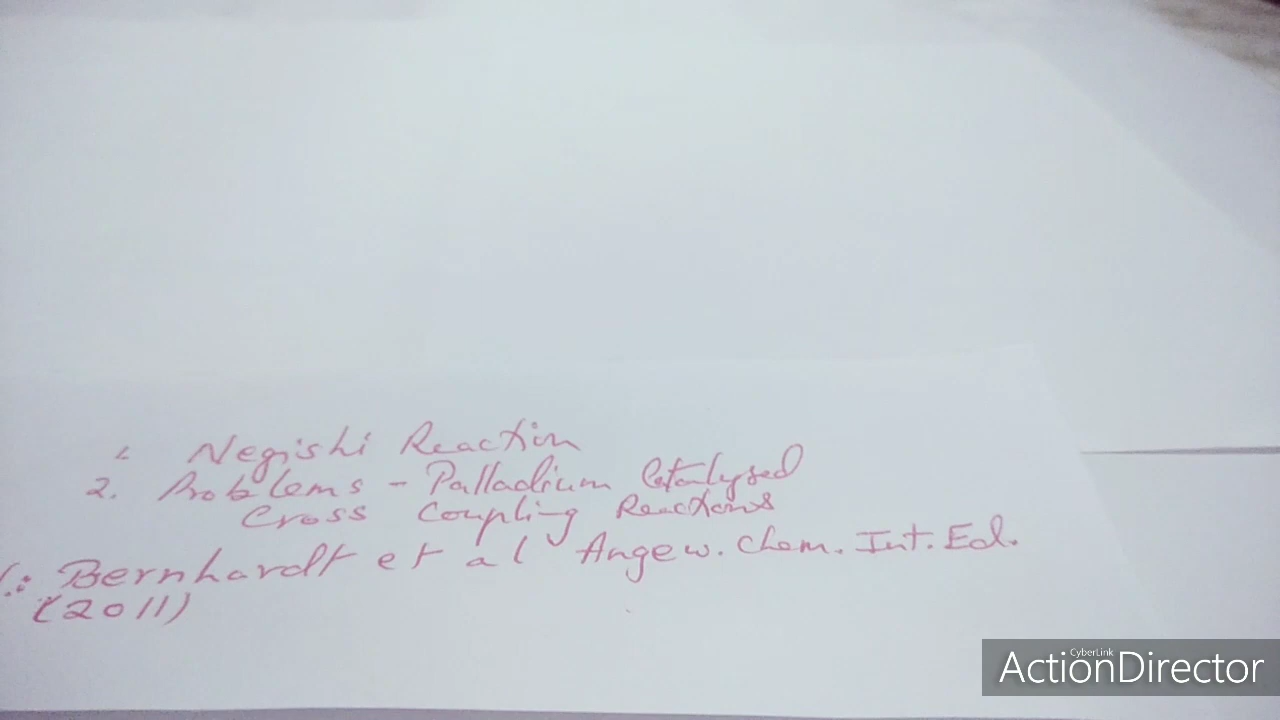 1. Negishi Reaction
2. Problems - Palladium Catalysed
Cross Coupling Reactions
Bernhardt et al Angew. Chem. Int. Ed.
(2011)
CyberLink
ActionDirector